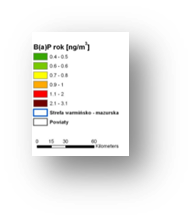 B(a)P rok [ng/m³]
0.4 - 0.5
0.6 - 0.6
0.7 - 0.8
0.9 - 1
1.1 - 2
2.1 - 3.1
Strefa warmińsko - mazurska
Powiaty
0 15 30 60
Kilometers